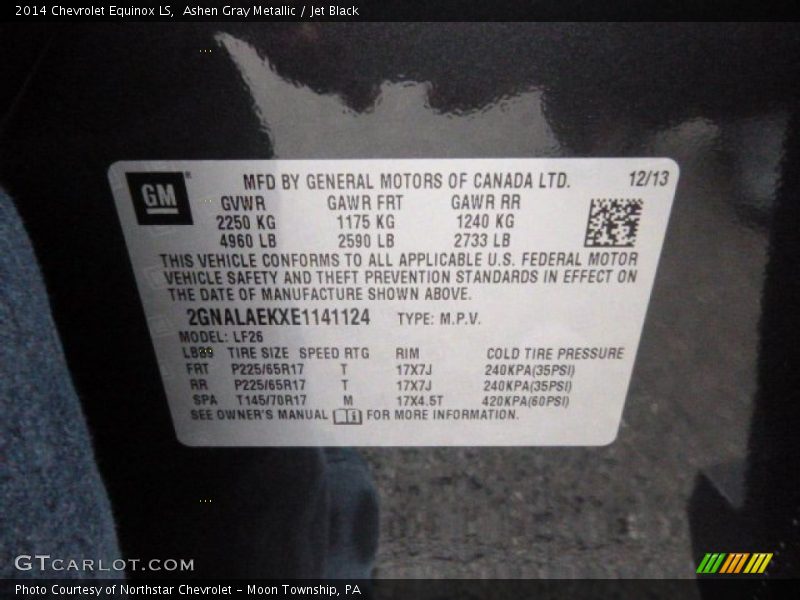 2014 Chevrolet Equinox LS,  Ashen Gray Metallic / Jet Black
GM
MFD BY GENERAL MOTORS OF CANADA LTD. 12/13
GVWR GAWR FRT GAWR RR
2250 KG 1175 KG 1240 KG
4960 LB 2590 LB 2733 LB
THIS VEHICLE CONFORMS TO ALL APPLICABLE U.S. FEDERAL MOTOR
VEHICLE SAFETY AND THEFT PREVENTION STANDARDS IN EFFECT ON
THE DATE OF MANUFACTURE SHOWN ABOVE.
2GNALAEKXE1141124 TYPE: M.P.V.
MODEL: LF26
TIRE SIZE SPEED RTG RIM COLD TIRE PRESSURE
FRT P225/65R17 T 17X7J 240KPA(35PSI)
RR P225/65R17 T 17X7J 240KPA(35PSI)
SPA T145/70R17 M 17X4.5T 420KPA(60PSI)
SEE OWNER'S MANUAL FOR MORE INFORMATION.
GTCARLOT.COM
Photo Courtesy of Northstar Chevrolet - Moon Township, PA